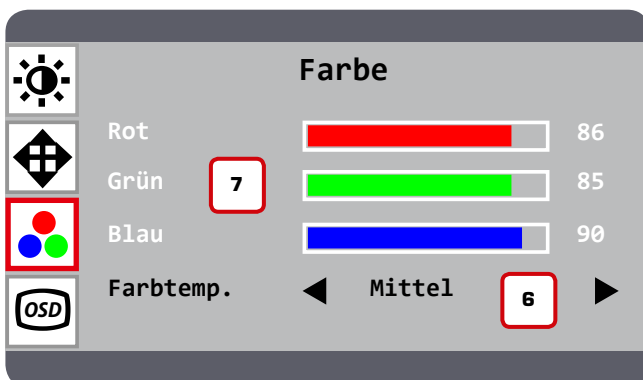 Farbe
Rot 86
Grün 7 85
Blau 90
Farbtemp. Mittel 6
OSD